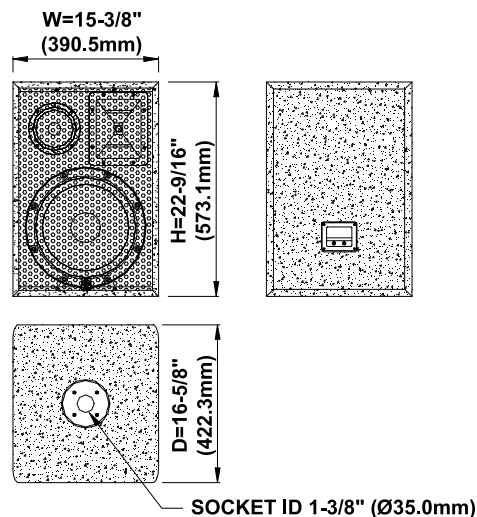 W=15-3/8"
(390.5mm)
H=22-9/16"
(573.1mm)
D=16-5/8"
(422.3mm)
SOCKET ID 1-3/8" (Ø35.0mm)